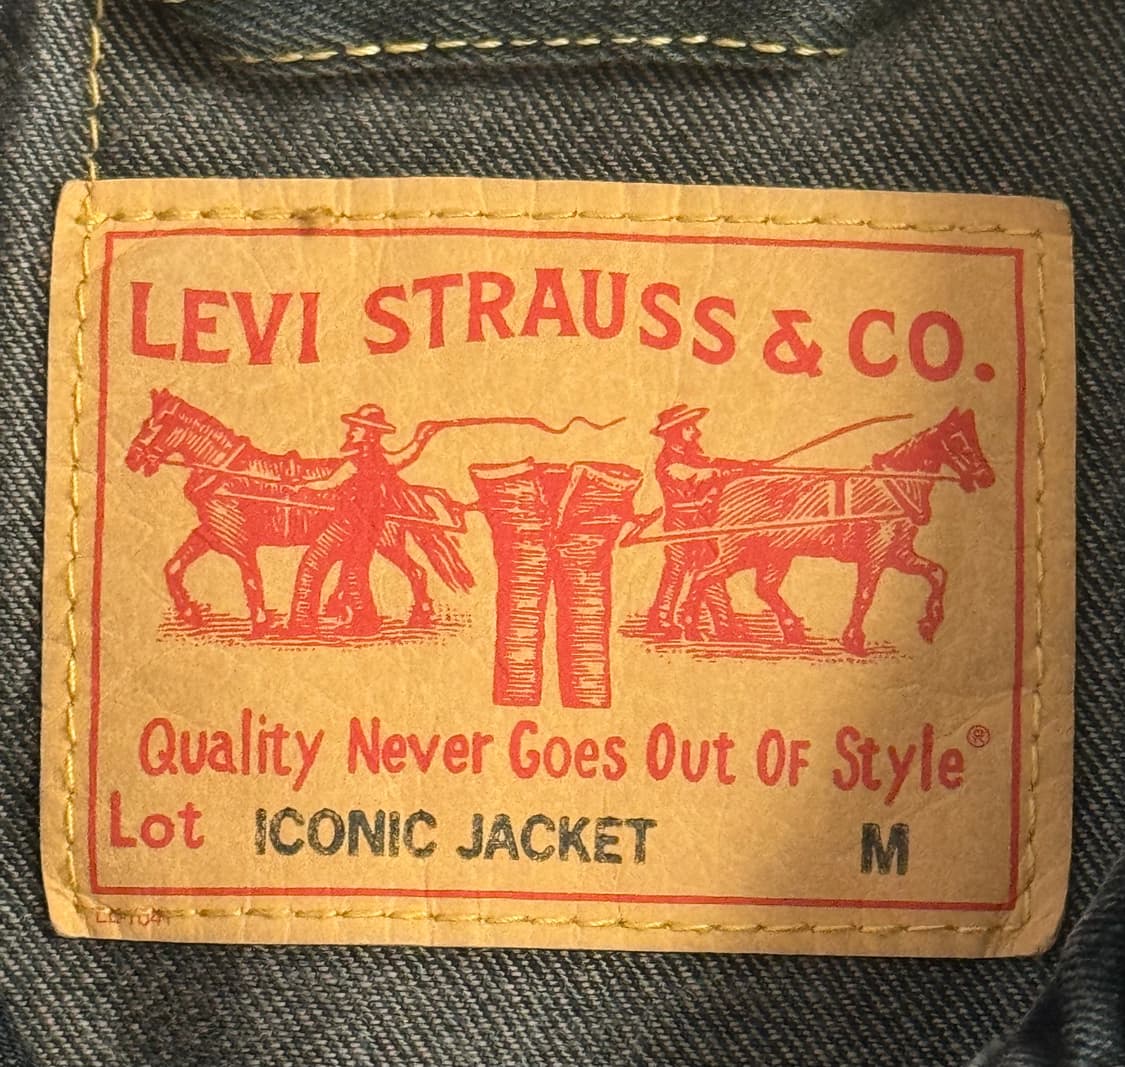 LEVI STRAUSS & CO.
Quality Never Goes Out OF Style®
Lot ICONIC JACKET M